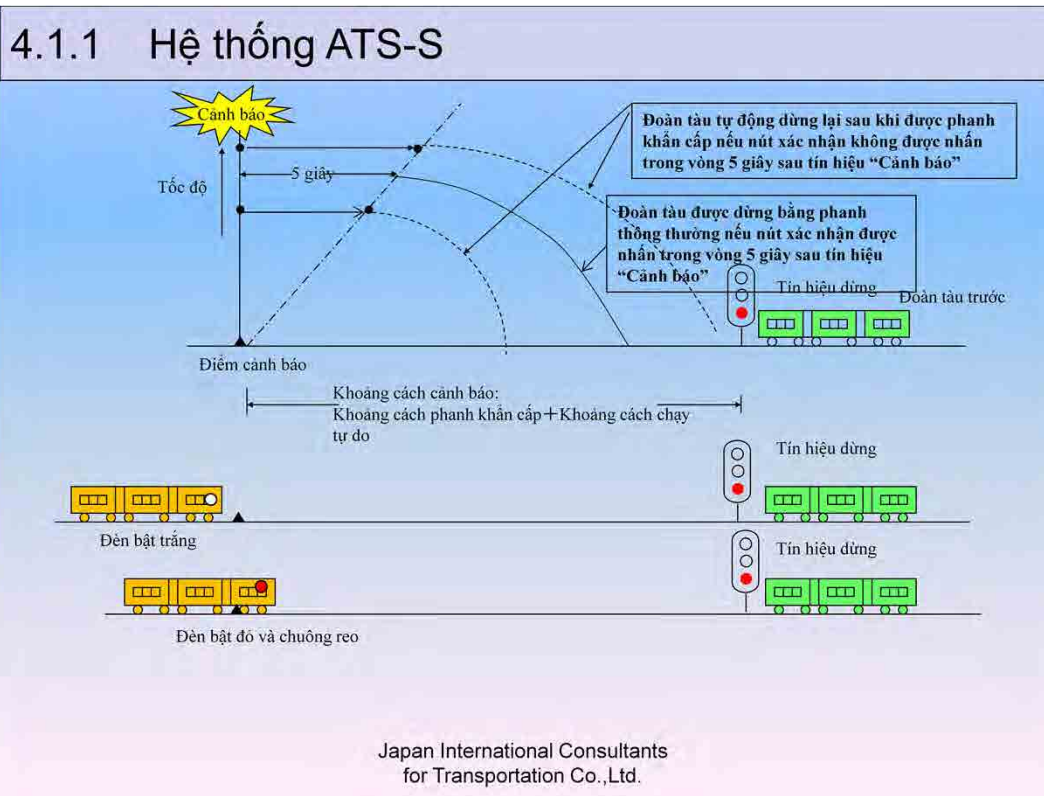 4.1.1 Hệ thống ATS-S
Cảnh báo
Đoàn tàu tự động dừng lại sau khi được phanh
khẩn cấp nếu nút xác nhận không được nhấn
trong vòng 5 giây sau tín hiệu “Cảnh báo”
5 giây
Tốc độ
Đoàn tàu được dừng bằng phanh
thông thường nếu nút xác nhận được
nhấn trong vòng 5 giây sau tín hiệu
“Cảnh báo”
Tín hiệu dừng
Đoàn tàu trước
Điểm cảnh báo
Khoảng cách cảnh báo:
Khoảng cách phanh khẩn cấp+Khoảng cách chạy
tự do
Tín hiệu dừng
Đèn bật trắng
Tín hiệu dừng
Đèn bật đỏ và chuông reo
Japan International Consultants
for Transportation Co.,Ltd.